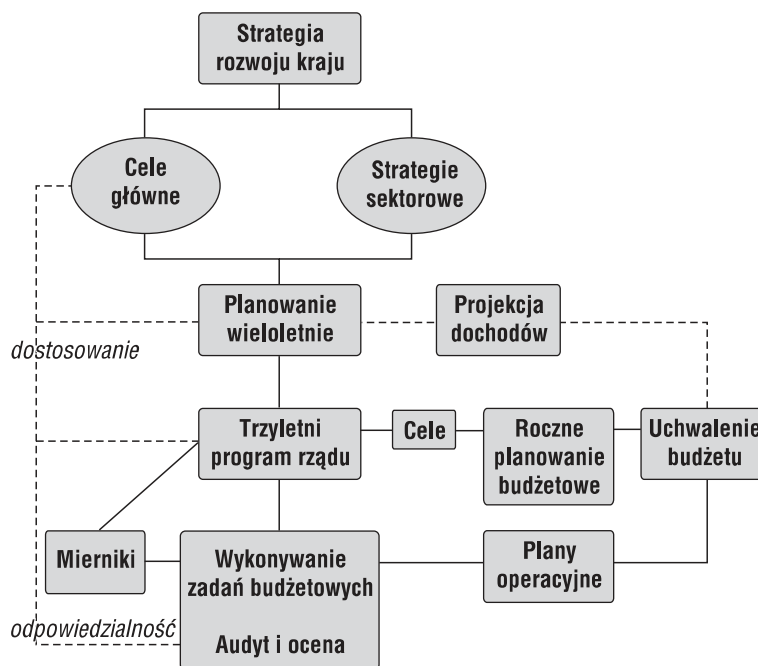 Strategia
rozwoju kraju
Cele
główne
Strategie
sektorowe
Planowanie
wieloletnie
Projekcja
dochodów
dostosowanie
Trzyletni
program rządu
Cele
Roczne
planowanie
budżetowe
Uchwalenie
budżetu
Mierniki
Wykonywanie
zadań budżetowych
Plany
operacyjne
odpowiedzialność
Audyt i ocena